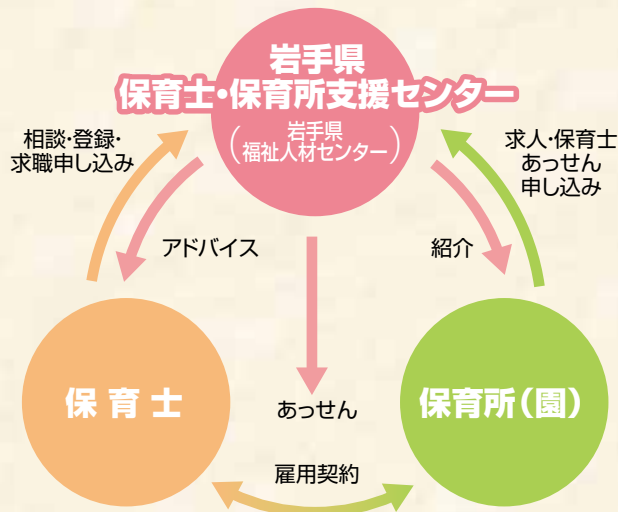 岩手県
保育士・保育所支援センター
(岩手県
福祉人材センター)
相談・登録・
求職申し込み
求人・保育士
あっせん
申し込み
アドバイス
紹介
保育士
あっせん
保育所(園)
雇用契約